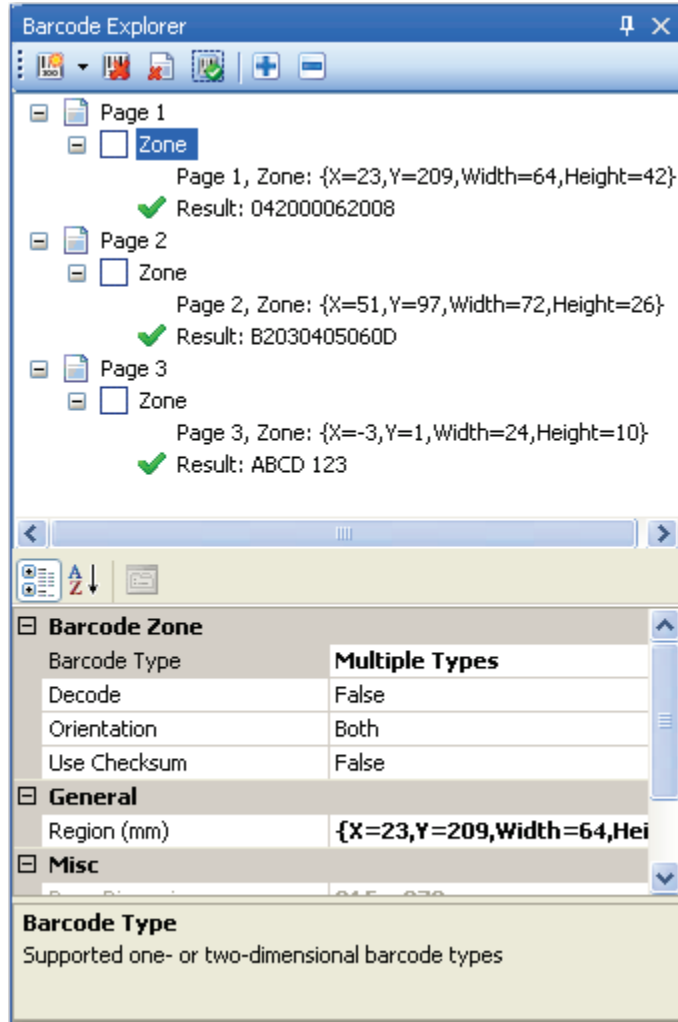 Barcode Explorer
Page 1
Zone
Page 1, Zone: {X=23,Y=209,Width=64,Height=42}
Result: 042000062008
Page 2
Zone
Page 2, Zone: {X=51,Y=97,Width=72,Height=26}
Result: B2030405060D
Page 3
Zone
Page 3, Zone: {X=-3,Y=1,Width=24,Height=10}
Result: ABCD 123
Barcode Zone
Barcode Type Multiple Types
Decode False
Orientation Both
Use Checksum False
General
Region (mm) {X=23,Y=209,Width=64,Hei
Misc
Barcode Type
Supported one- or two-dimensional barcode types